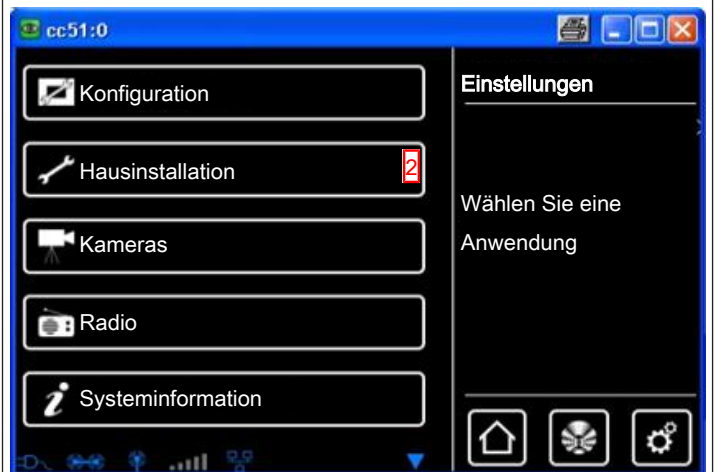 cc51:0
Konfiguration
Hausinstallation 2
Kameras
Radio
Systeminformation
Einstellungen
Wählen Sie eine
Anwendung